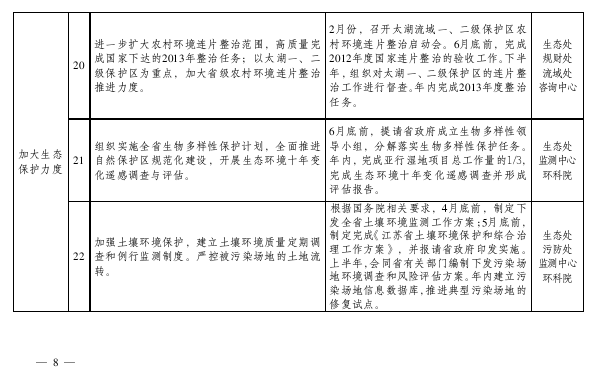 加大生态
保护力度
20
进一步扩大农村环境连片整治范围，高质量完
成国家下达的2013年整治任务；以太湖一、二
级保护区为重点，加大省级农村环境连片整治
推进力度。
2月份，召开太湖流域一、二级保护区农
村环境连片整治启动会。6月底前，完成
2012年度国家连片整治的验收工作。下半
年，组织对太湖一、二级保护区的连片整
治工作进行督查。年内完成2013年度整治
任务。
生态处
规财处
流域处
咨询中心
21
组织实施全省生物多样性保护计划，全面推进
自然保护区规范化建设，开展生态环境十年变
化遥感调查与评估。
6月底前，提请省政府成立生物多样性领
导小组，分解落实生物多样性保护任务。
年内，完成亚行湿地项目总工作量的1/3，
完成生态环境十年变化遥感调查并形成
评估报告。
生态处
监测中心
环科院
22
加强土壤环境保护，建立土壤环境质量定期调
查和例行监测制度。严控被污染场地的土地流
转。
根据国务院相关要求，4月底前，制定下
发全省土壤环境监测工作方案；5月底前，
制定完成《江苏省土壤环境保护和综合治
理工作方案》，并报请省政府印发实施。
上半年，会同省有关部门编制下发污染场
地环境调查和风险评估方案。年内建立污
染场地信息数据库，推进典型污染场地的
修复试点。
生态处
污防处
监测中心
环科院
— 8 —